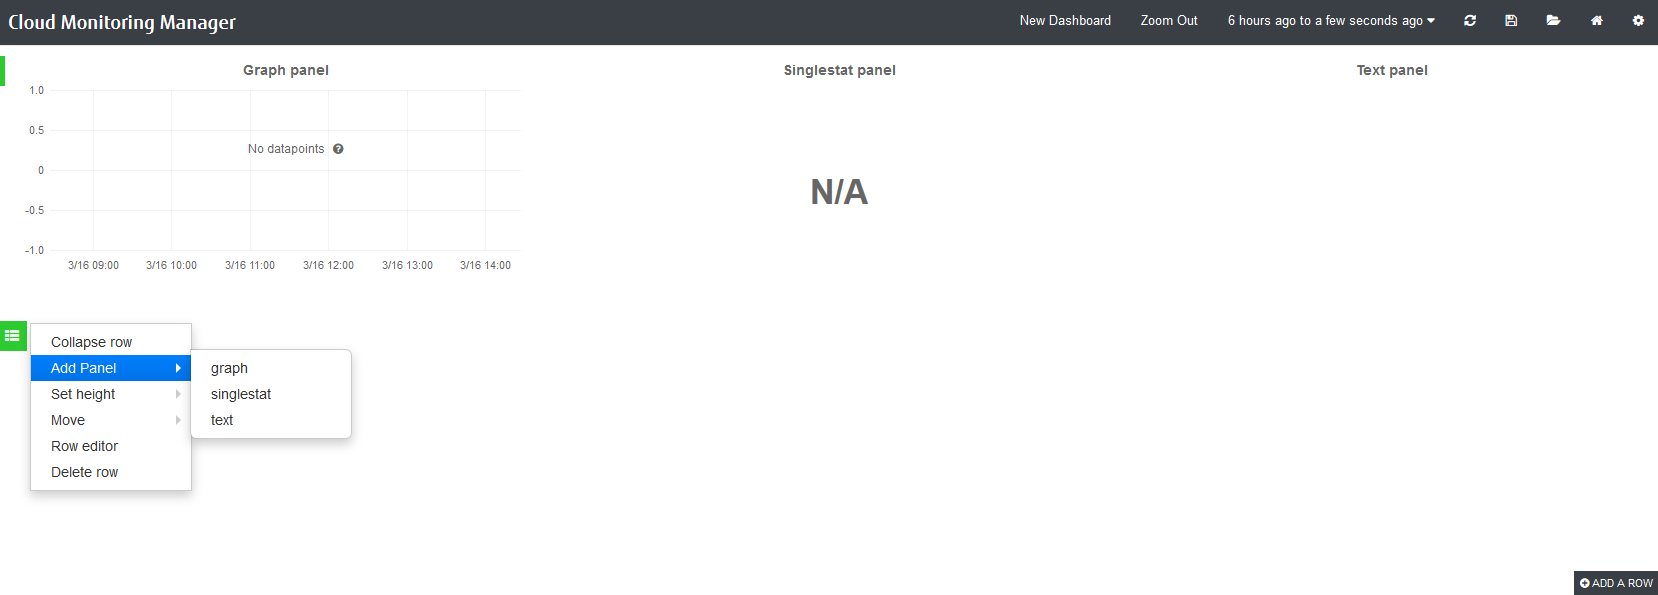 Cloud Monitoring Manager
New Dashboard Zoom Out 6 hours ago to a few seconds ago
Graph panel Singlestat panel Text panel
1.0
0.5
No datapoints
0
N/A
-0.5
-1.0
3/16 09:00 3/16 10:00 3/16 11:00 3/16 12:00 3/16 13:00 3/16 14:00
Collapse row
Add Panel graph
Set height singlestat
Move text
Row editor
Delete row
ADD A ROW